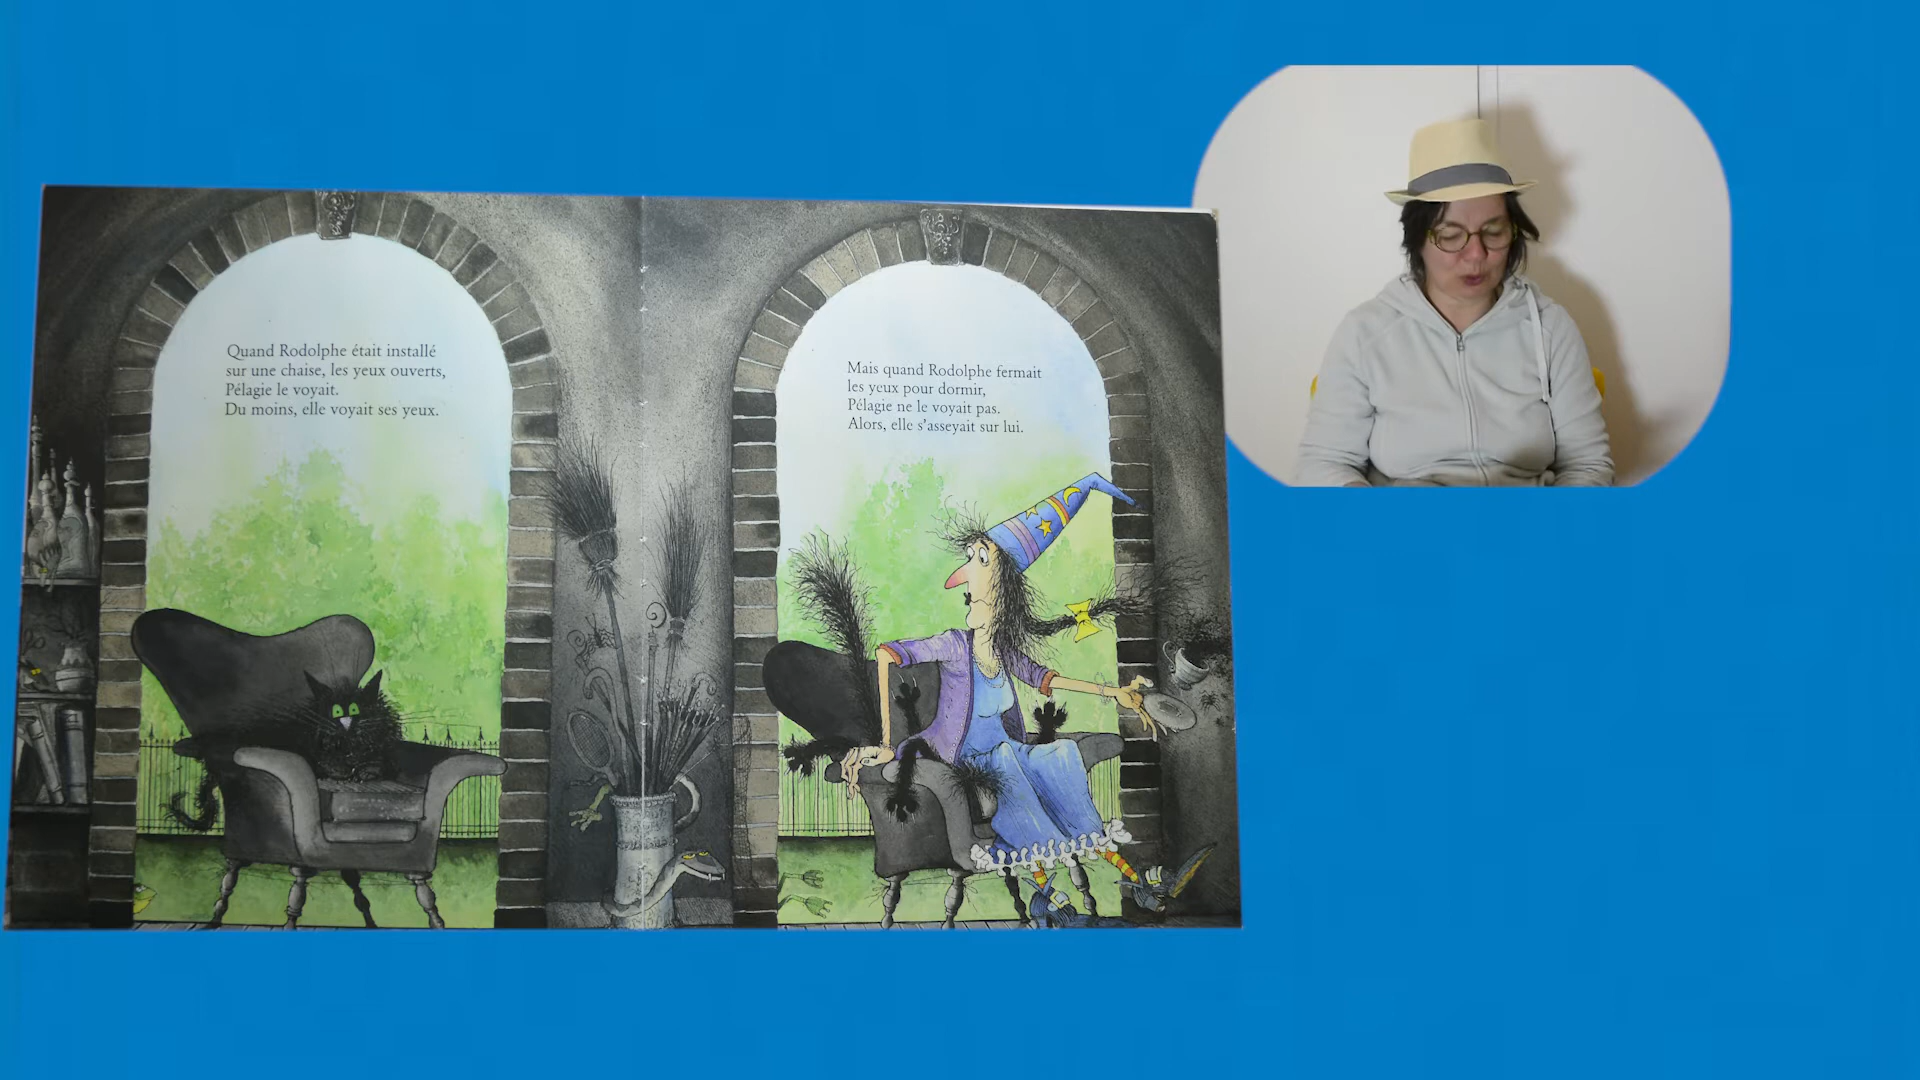 Quand Rodolphe était installé
sur une chaise, les yeux ouverts,
Pélagie le voyait.
Du moins, elle voyait ses yeux.
Mais quand Rodolphe fermait
les yeux pour dormir,
Pélagie ne le voyait pas.
Alors, elle s'asseyait sur lui.